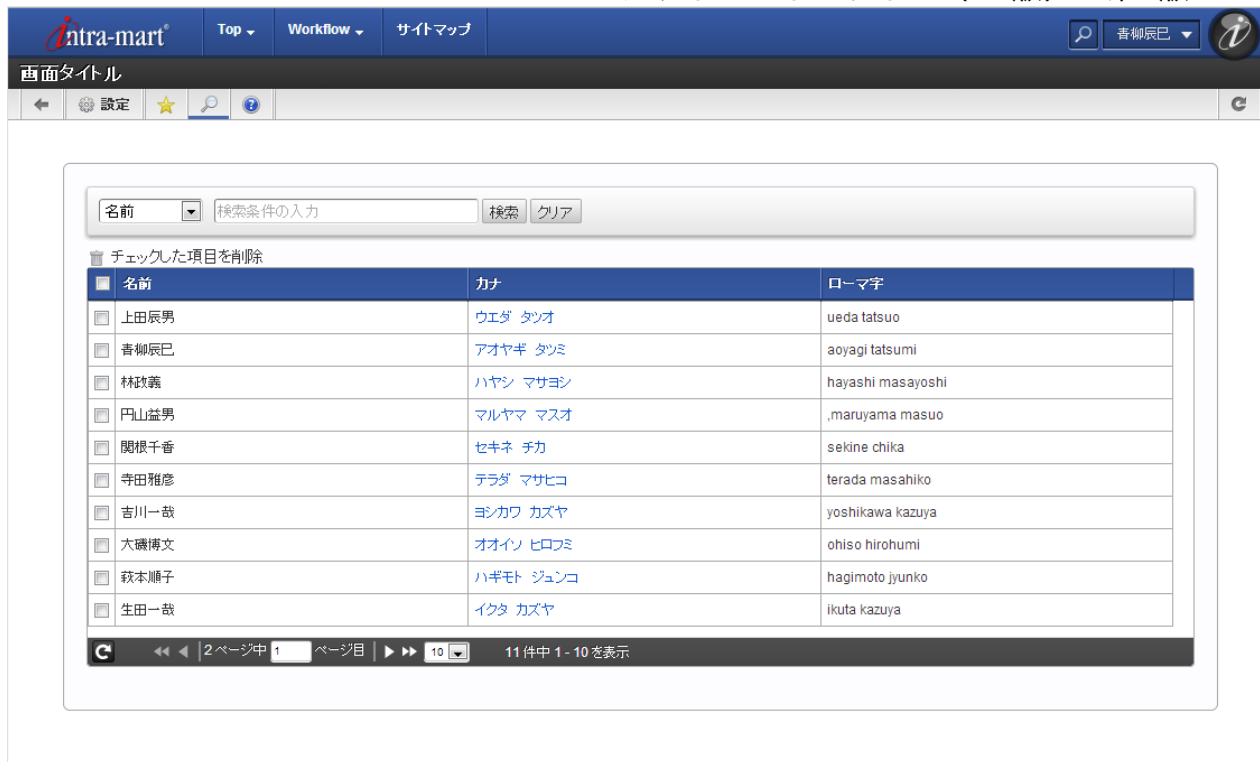 intra-mart® Top Workflow サイトマップ 青柳辰巳
画面タイトル
設定
名前 検索条件の入力 検索 クリア
チェックした項目を削除
名前 カナ ローマ字
上田辰男 ウエダ タツオ ueda tatsuo
青柳辰巳 アオヤギ タツミ aoyagi tatsumi
林政義 ハヤシ マサヨシ hayashi masayoshi
円山益男 マルヤマ マスオ ,maruyama masuo
関根千香 セキネ チカ sekine chika
寺田雅彦 テラダ マサヒコ terada masahiko
吉川一哉 ヨシカワ カズヤ yoshikawa kazuya
大磯博文 オオイソ ヒロフミ ohiso hirohumi
萩本順子 ハギモト ジュンコ hagimoto jyunko
生田一哉 イクタ カズヤ ikuta kazuya
2 ページ中 1 ページ目 10 11 件中 1 - 10 を表示